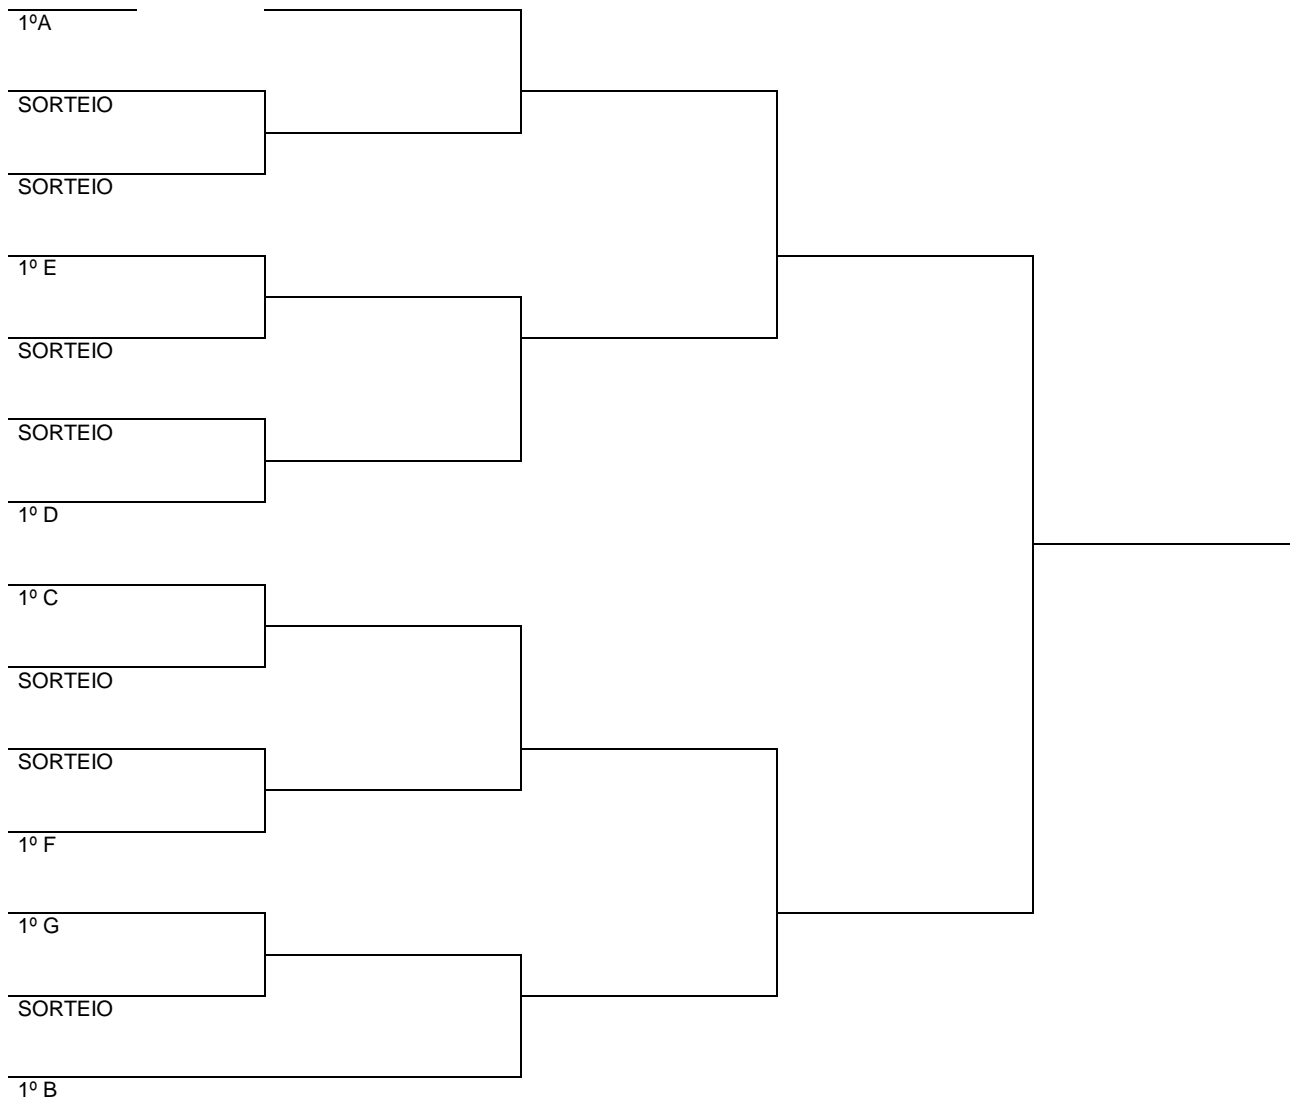 1ºA
SORTEIO
SORTEIO
1º E
SORTEIO
SORTEIO
1º D
1º C
SORTEIO
SORTEIO
1º F
1º G
SORTEIO
1º B